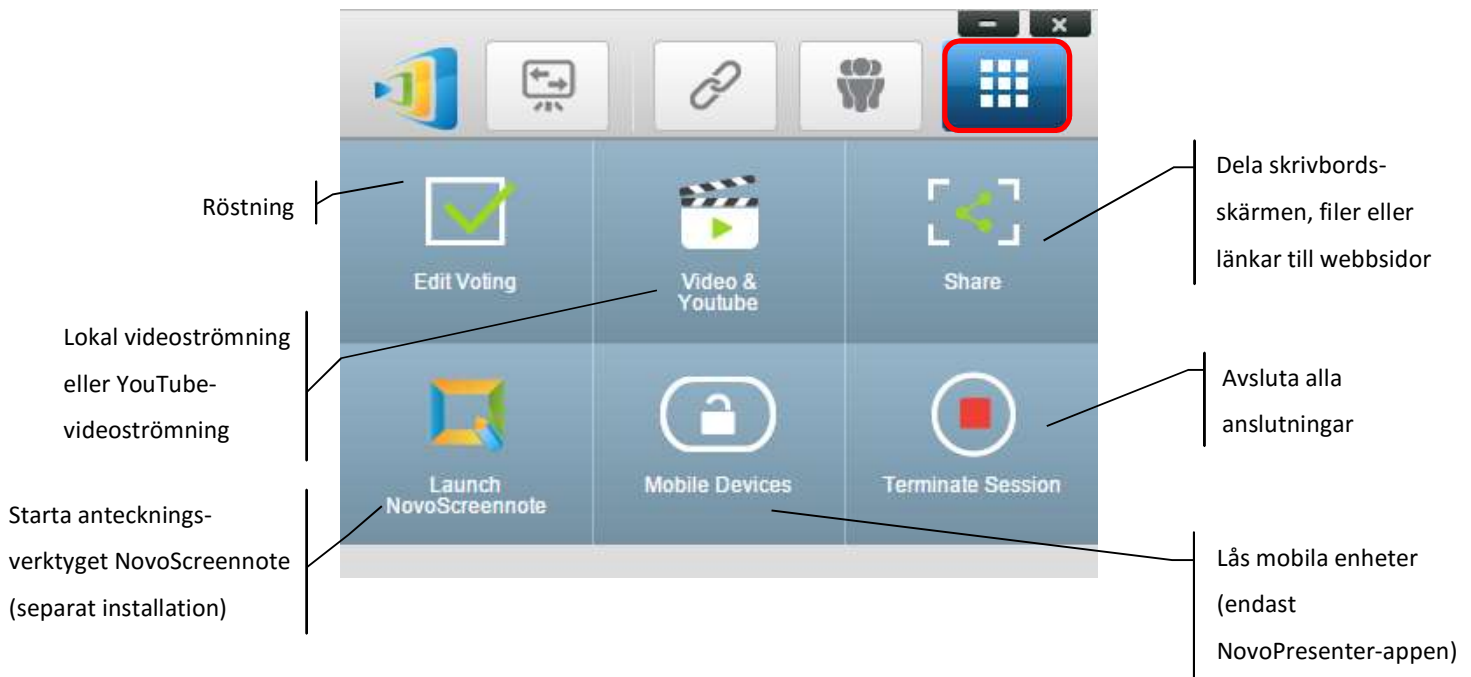 Röstning
Edit Voting
Video &
Youtube
Share
Dela skrivbords-
skärmen, filer eller
länkar till webbsidor
Lokal videoströmning
eller YouTube-
videoströmning
Launch
NovoScreennote
Mobile Devices
Terminate Session
Avsluta alla
anslutningar
Starta antecknings-
verktyget NovoScreennote
(separat installation)
Lås mobila enheter
(endast
NovoPresenter-appen)